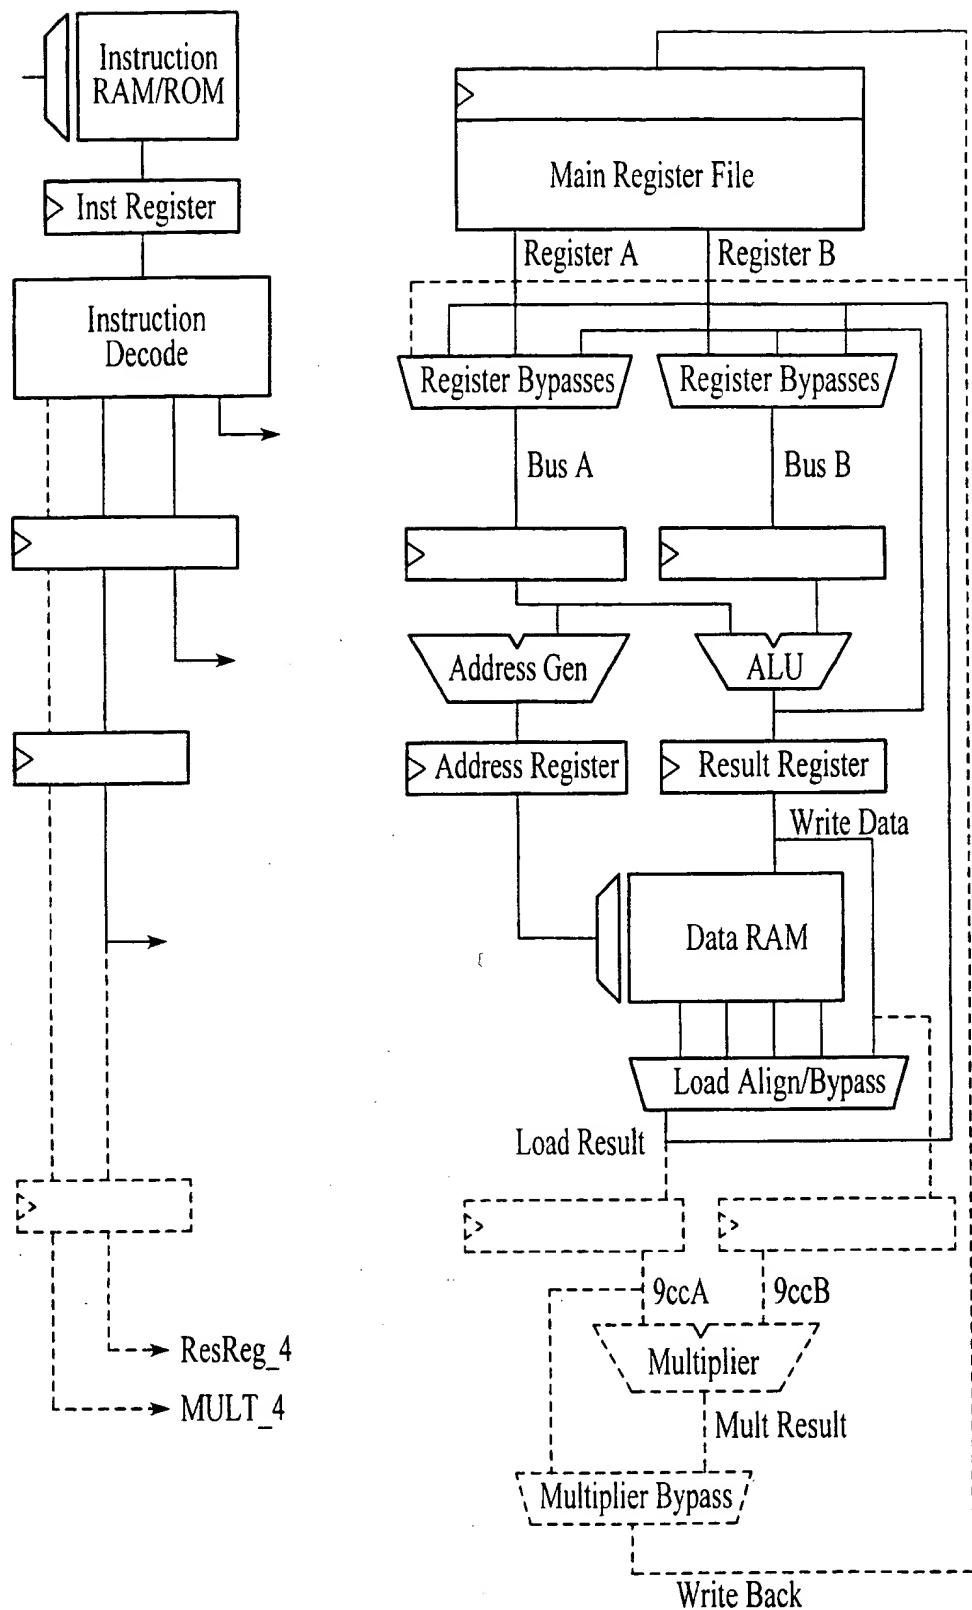 Instruction
RAM/ROM
Inst Register
Instruction
Decode
Main Register File
Register A
Register B
Register Bypasses
Register Bypasses
Bus A
Bus B
Address Gen
ALU
Address Register
Result Register
Write Data
Data RAM
Load Align/Bypass
Load Result
9ccA
9ccB
Multiplier
ResReg_4
MULT_4
Mult Result
Multiplier Bypass
Write Back